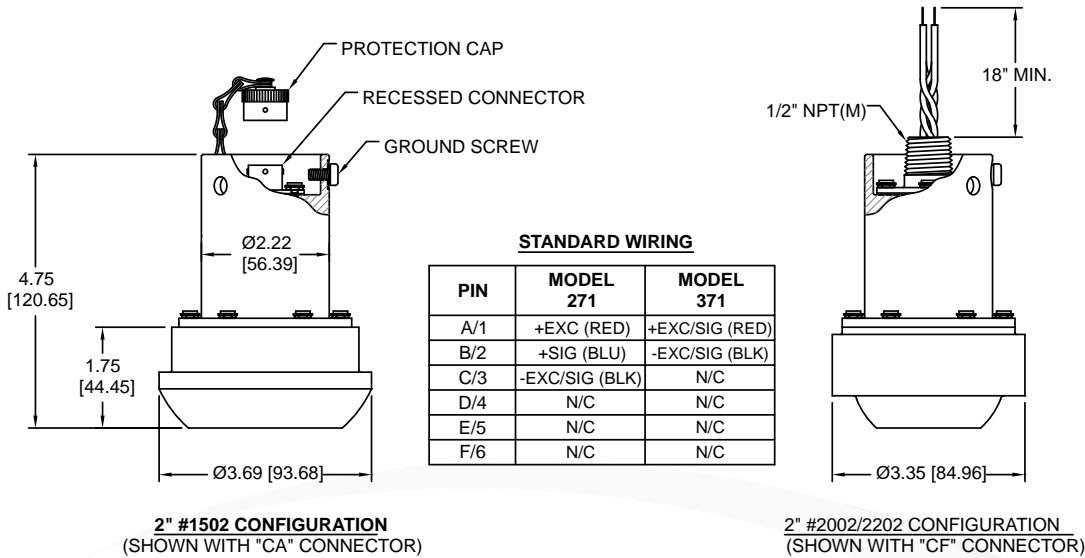 PROTECTION CAP
RECESSED CONNECTOR
GROUND SCREW
4.75
[120.65]
Ø2.22
[56.39]
1.75
[44.45]
Ø3.69 [93.68]
2" #1502 CONFIGURATION
(SHOWN WITH "CA" CONNECTOR)
STANDARD WIRING
PIN MODEL 271 MODEL 371
A/1 +EXC (RED) +EXC/SIG (RED)
B/2 +SIG (BLU) -EXC/SIG (BLK)
C/3 -EXC/SIG (BLK) N/C
D/4 N/C N/C
E/5 N/C N/C
F/6 N/C N/C
18" MIN.
1/2" NPT(M)
Ø3.35 [84.96]
2" #2002/2202 CONFIGURATION
(SHOWN WITH "CF" CONNECTOR)